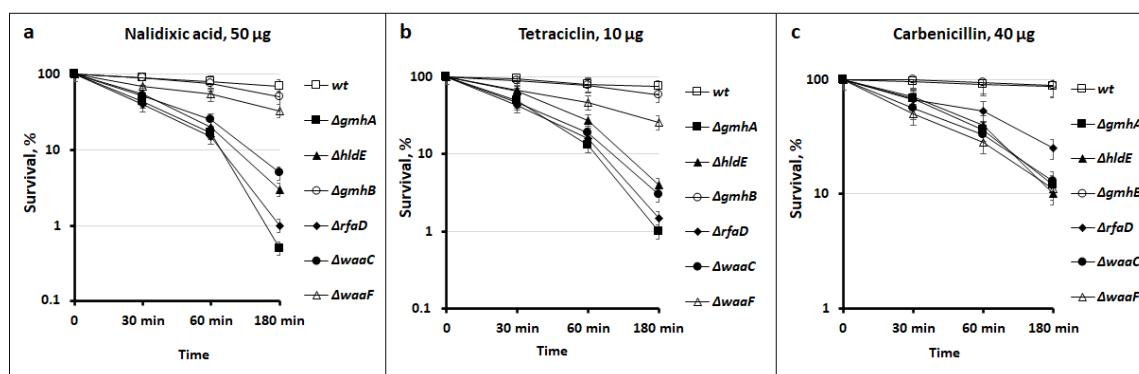 a
Nalidixic acid, 50 µg
Survival, %
100
10
1
0.1
0
30 min
60 min
180 min
Time
wt
ΔgmhA
ΔhldE
ΔgmhB
ΔrfaD
ΔwaaC
ΔwaaF
b
Tetraciclin, 10 µg
Survival, %
100
10
1
0.1
0
30 min
60 min
180 min
Time
wt
ΔgmhA
ΔhldE
ΔgmhB
ΔrfaD
ΔwaaC
ΔwaaF
c
Carbenicillin, 40 µg
Survival, %
100
10
1
0
30 min
60 min
180 min
Time
wt
ΔgmhA
ΔhldE
ΔgmhB
ΔrfaD
ΔwaaC
ΔwaaF